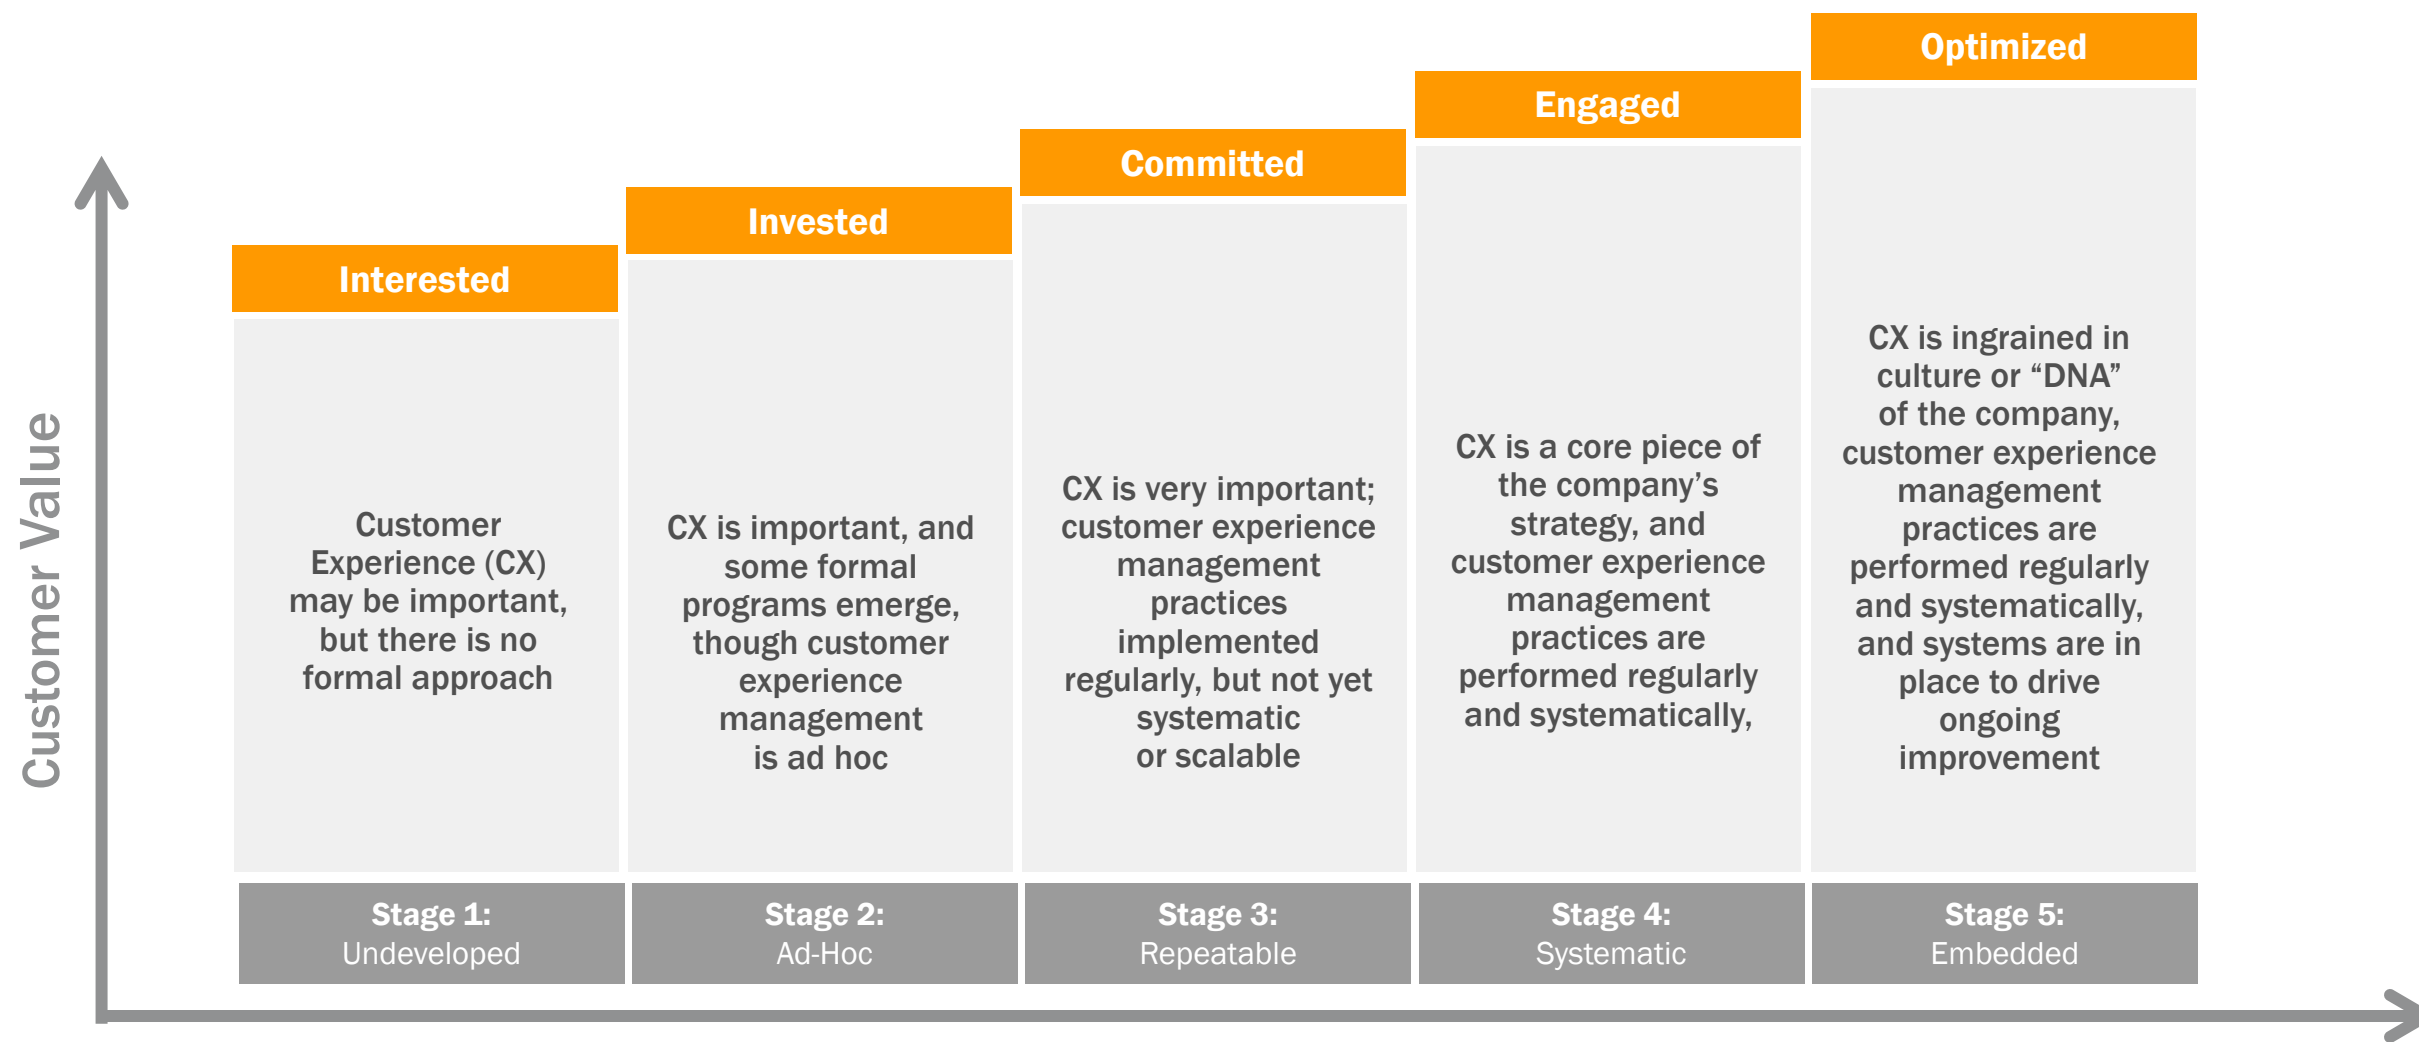 Customer Value
Interested
Customer
Experience (CX)
may be important,
but there is no
formal approach
Stage 1:
Undeveloped
Invested
CX is important, and
some formal
programs emerge,
though customer
experience
management
is ad hoc
Stage 2:
Ad-Hoc
Committed
CX is very important;
customer experience
management
practices
implemented
regularly, but not yet
systematic
or scalable
Stage 3:
Repeatable
Engaged
CX is a core piece of
the company’s
strategy, and
customer experience
management
practices are
performed regularly
and systematically,
Stage 4:
Systematic
Optimized
CX is ingrained in
culture or “DNA”
of the company,
customer experience
management
practices are
performed regularly
and systematically,
and systems are in
place to drive
ongoing
improvement
Stage 5:
Embedded